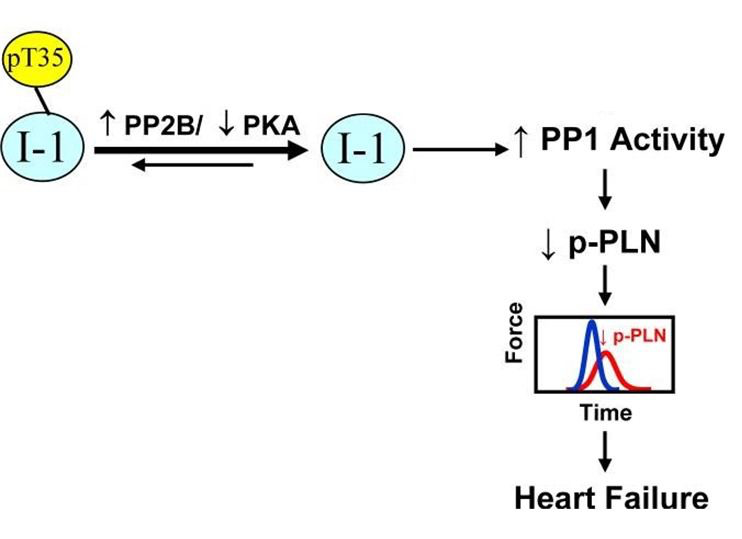 pT35
I-1
↑ PP2B/ ↓ PKA
I-1
↑ PP1 Activity
↓ p-PLN
Force
↓ p-PLN
Time
Heart Failure